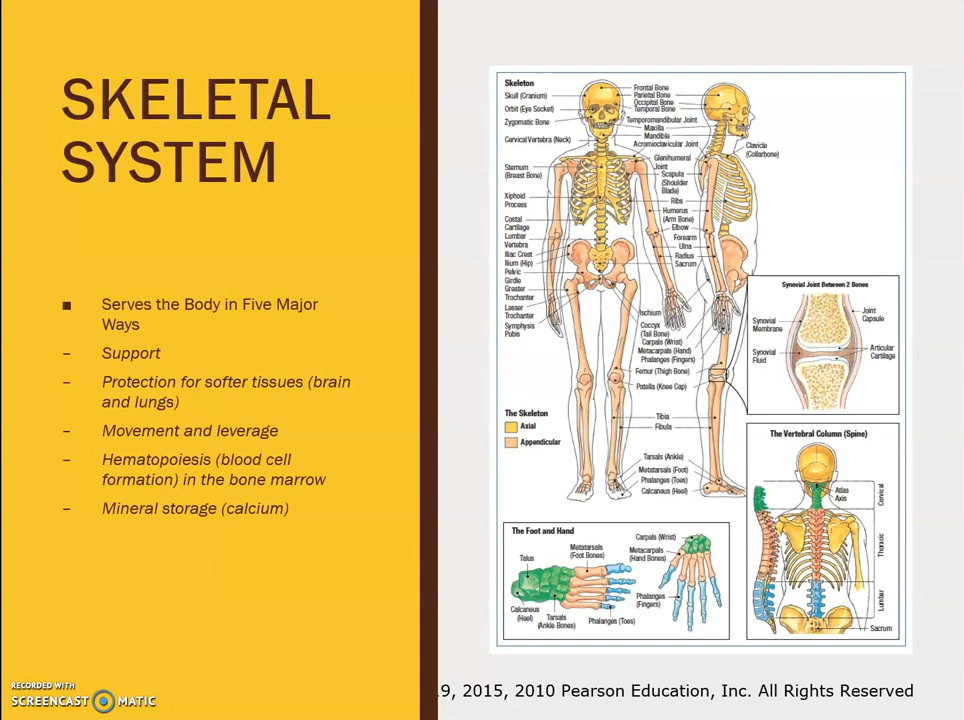 SKELETAL
SYSTEM
■ Serves the Body in Five Major
Ways
– Support
– Protection for softer tissues (brain
and lungs)
– Movement and leverage
– Hematopoiesis (blood cell
formation) in the bone marrow
– Mineral storage (calcium)
RECORDED WITH
SCREENCAST MATIC
Skeleton
Skull (Cranium)
Orbit (Eye Socket)
Zygomatic Bone
Cervical Vertebra (Neck)
Sternum
(Breast Bone)
Xiphoid
Process
Costal
Cartilage
Lumbar
Vertebra
Iliac Crest
Ilium (Hip)
Pelvic
Girdle
Greater
Trochanter
Lesser
Trochanter
Symphysis
Pubis
Frontal Bone
Parietal Bone
Occipital Bone
Temporal Bone
Temporomandibular Joint
Maxilla
Mandible
Acromioclavicular Joint
Glenihumeral
Joint
Scapula
(Shoulder
Blade)
Ribs
Humerus
(Arm Bone)
Elbow
Forearm
Ulna
Radius
Sacrum
Ischium
Coccyx
(Tail Bone)
Carpals (Wrist)
Metacarpals (Hand)
Phalanges (Fingers)
Femur (Thigh Bone)
Patella (Knee Cap)
Tibia
Fibula
Tarsals (Ankle)
Metatarsals (Foot)
Phalanges (Toes)
Calcaneus (Heel)
Clavicle
(Collarbone)
The Skeleton
Axial
Appendicular
Synovial Joint Between 2 Bones
Synovial
Membrane
Synovial
Fluid
Joint
Capsule
Articular
Cartilage
The Foot and Hand
Talus
Metatarsals
(Foot Bones)
Calcaneus
(Heel)
Tarsals
(Ankle Bones)
Phalanges (Toes)
Carpals (Wrist)
Metacarpals
(Hand Bones)
Phalanges
(Fingers)
The Vertebral Column (Spine)
Atlas
Axis
Cervical
Thoracic
Lumbar
Sacrum
9, 2015, 2010 Pearson Education, Inc. All Rights Reserved